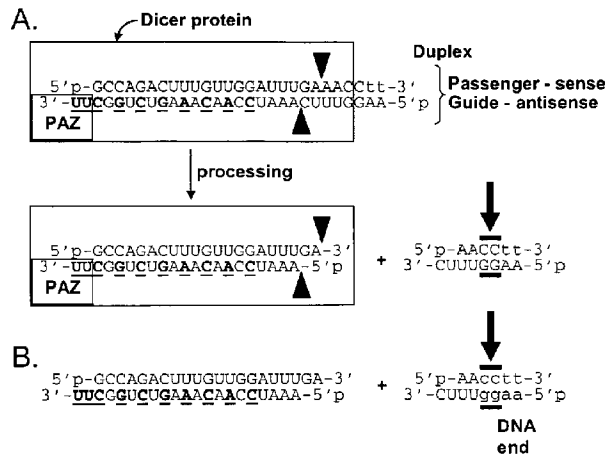 A.
Dicer protein
Duplex
5'p-GCCAGACUUUGUUGGAUUUGAAACCtt-3'
3'-UUCGGUCUGAAACAACCUAAACUUUGGAA-5'p
Passenger - sense
Guide - antisense
PAZ
processing
5'p-GCCAGACUUUGUUGGAUUUGA-3' + 5'p-AACCtt-3'
3'-UUCGGUCUGAAACAACCUAAA-5'p 3'-CUUUGGAA-5'p
PAZ
B.
5'p-GCCAGACUUUGUUGGAUUUGA-3' + 5'p-AAcctt-3'
3'-UUCGGUCUGAAACAACCUAAA-5'p 3'-CUUUggaa-5'p
DNA
end